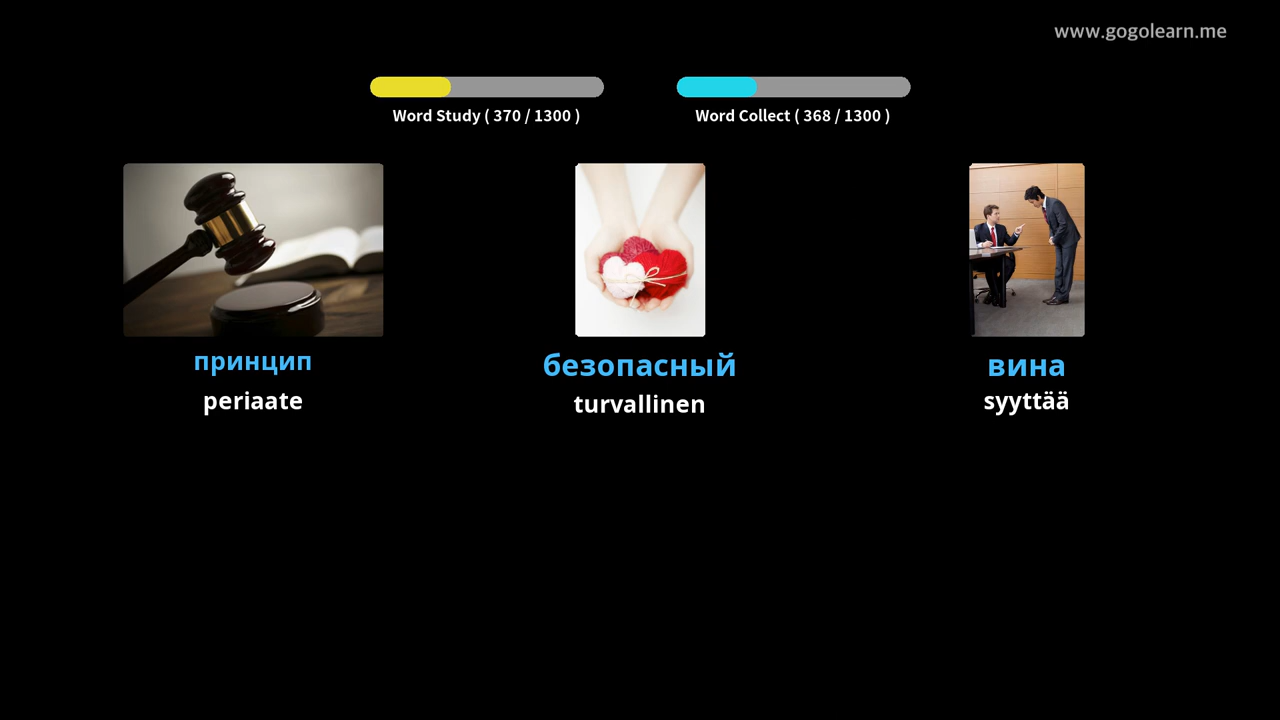 www.gogolearn.me
Word Study ( 370 / 1300 )
Word Collect ( 368 / 1300 )
принцип
periaate
безопасный
turvallinen
вина
syyttää